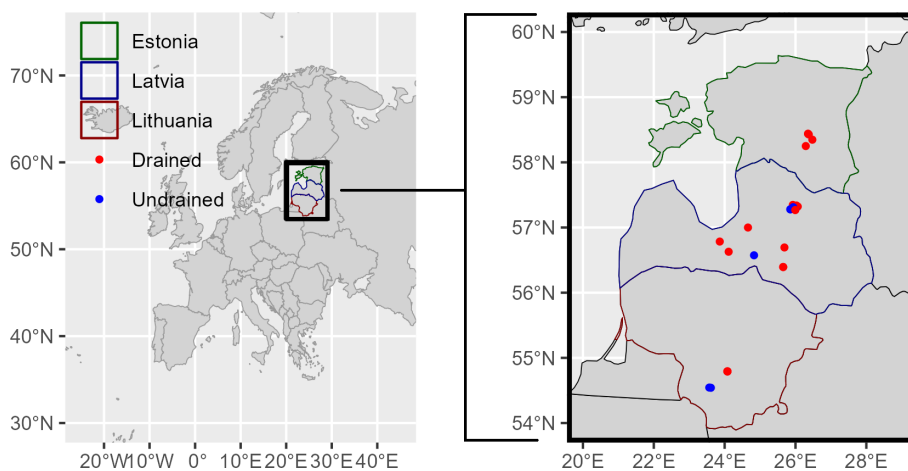 Estonia
Latvia
Lithuania
Drained
Undrained
70°N
60°N
50°N
40°N
30°N
20°W 10°W 0° 10°E 20°E 30°E 40°E
60°N
59°N
58°N
57°N
56°N
55°N
54°N
20°E 22°E 24°E 26°E 28°E